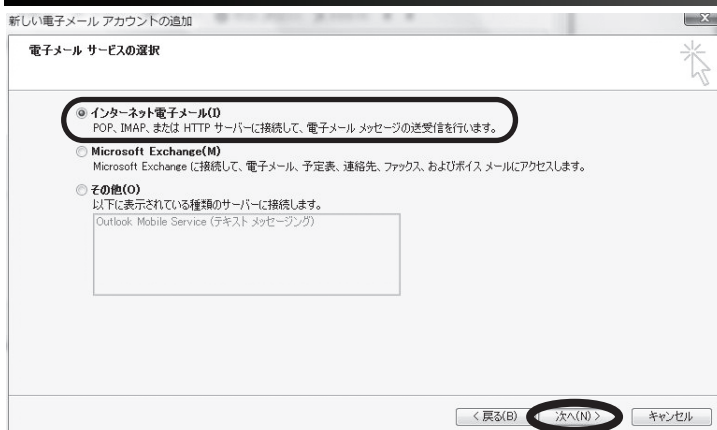 新しい電子メール アカウントの追加
電子メール サービスの選択
インターネット電子メール(I)
POP、IMAP、または HTTP サーバーに接続して、電子メール メッセージの送受信を行います。
Microsoft Exchange(M)
Microsoft Exchange に接続して、電子メール、予定表、連絡先、ファックス、およびボイス メールにアクセスします。
その他(O)
以下に表示されている種類のサーバーに接続します。
Outlook Mobile Service (テキスト メッセージング)
< 戻る(B)
次へ(N) >
キャンセル